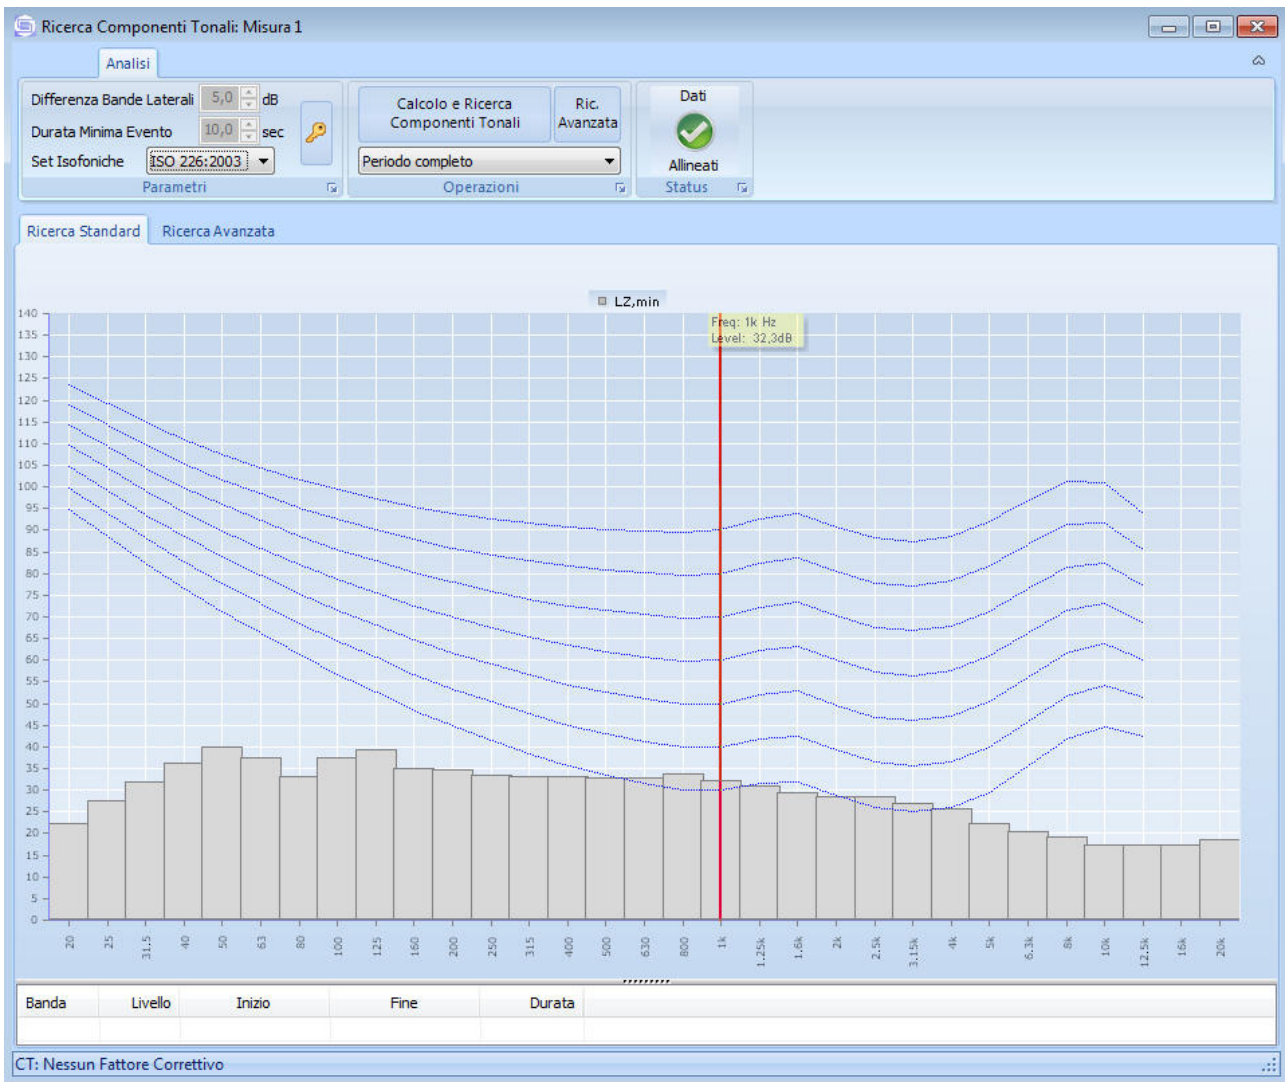 Ricerca Componenti Tonali: Misura 1
Analisi
Differenza Bande Laterali 5,0 dB
Durata Minima Evento 10,0 sec
Set Isofoniche ISO 226:2003
Parametri
Calcolo e Ricerca Componenti Tonali
Ric. Avanzata
Periodo completo
Operazioni
Dati
Allineati
Status
Ricerca Standard Ricerca Avanzata
LZ,min
Freq: 1k Hz
Level: 32,3dB
140
135
130
125
120
115
110
105
100
95
90
85
80
75
70
65
60
55
50
45
40
35
30
25
20
15
10
5
0
20 25 31.5 40 50 63 80 100 125 160 200 250 315 400 500 630 800 1k 1.25k 1.6k 2k 2.5k 3.15k 4k 5k 6.3k 8k 10k 12.5k 16k 20k
Banda Livello Inizio Fine Durata
CT: Nessun Fattore Correttivo